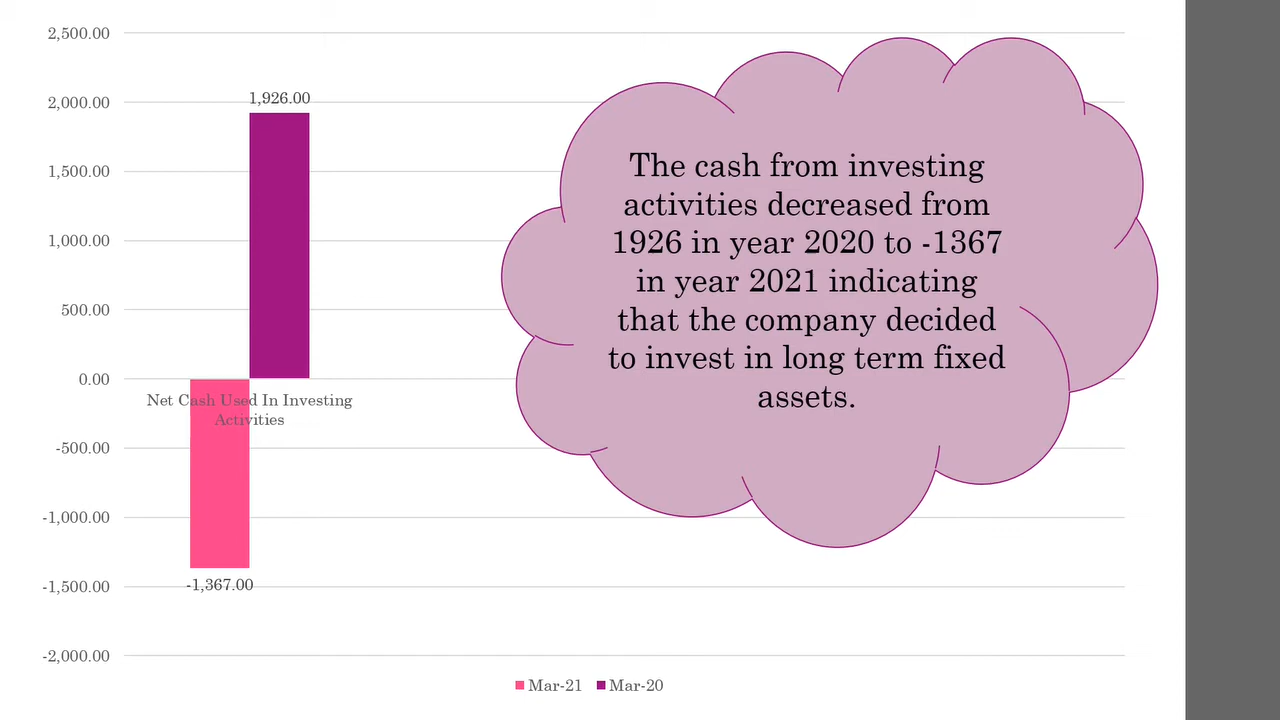 2,500.00
2,000.00
1,500.00
1,000.00
500.00
0.00
-500.00
-1,000.00
-1,500.00
-2,000.00
1,926.00
Net Cash Used In Investing
Activities
-1,367.00
Mar-21 Mar-20
The cash from investing
activities decreased from
1926 in year 2020 to -1367
in year 2021 indicating
that the company decided
to invest in long term fixed
assets.